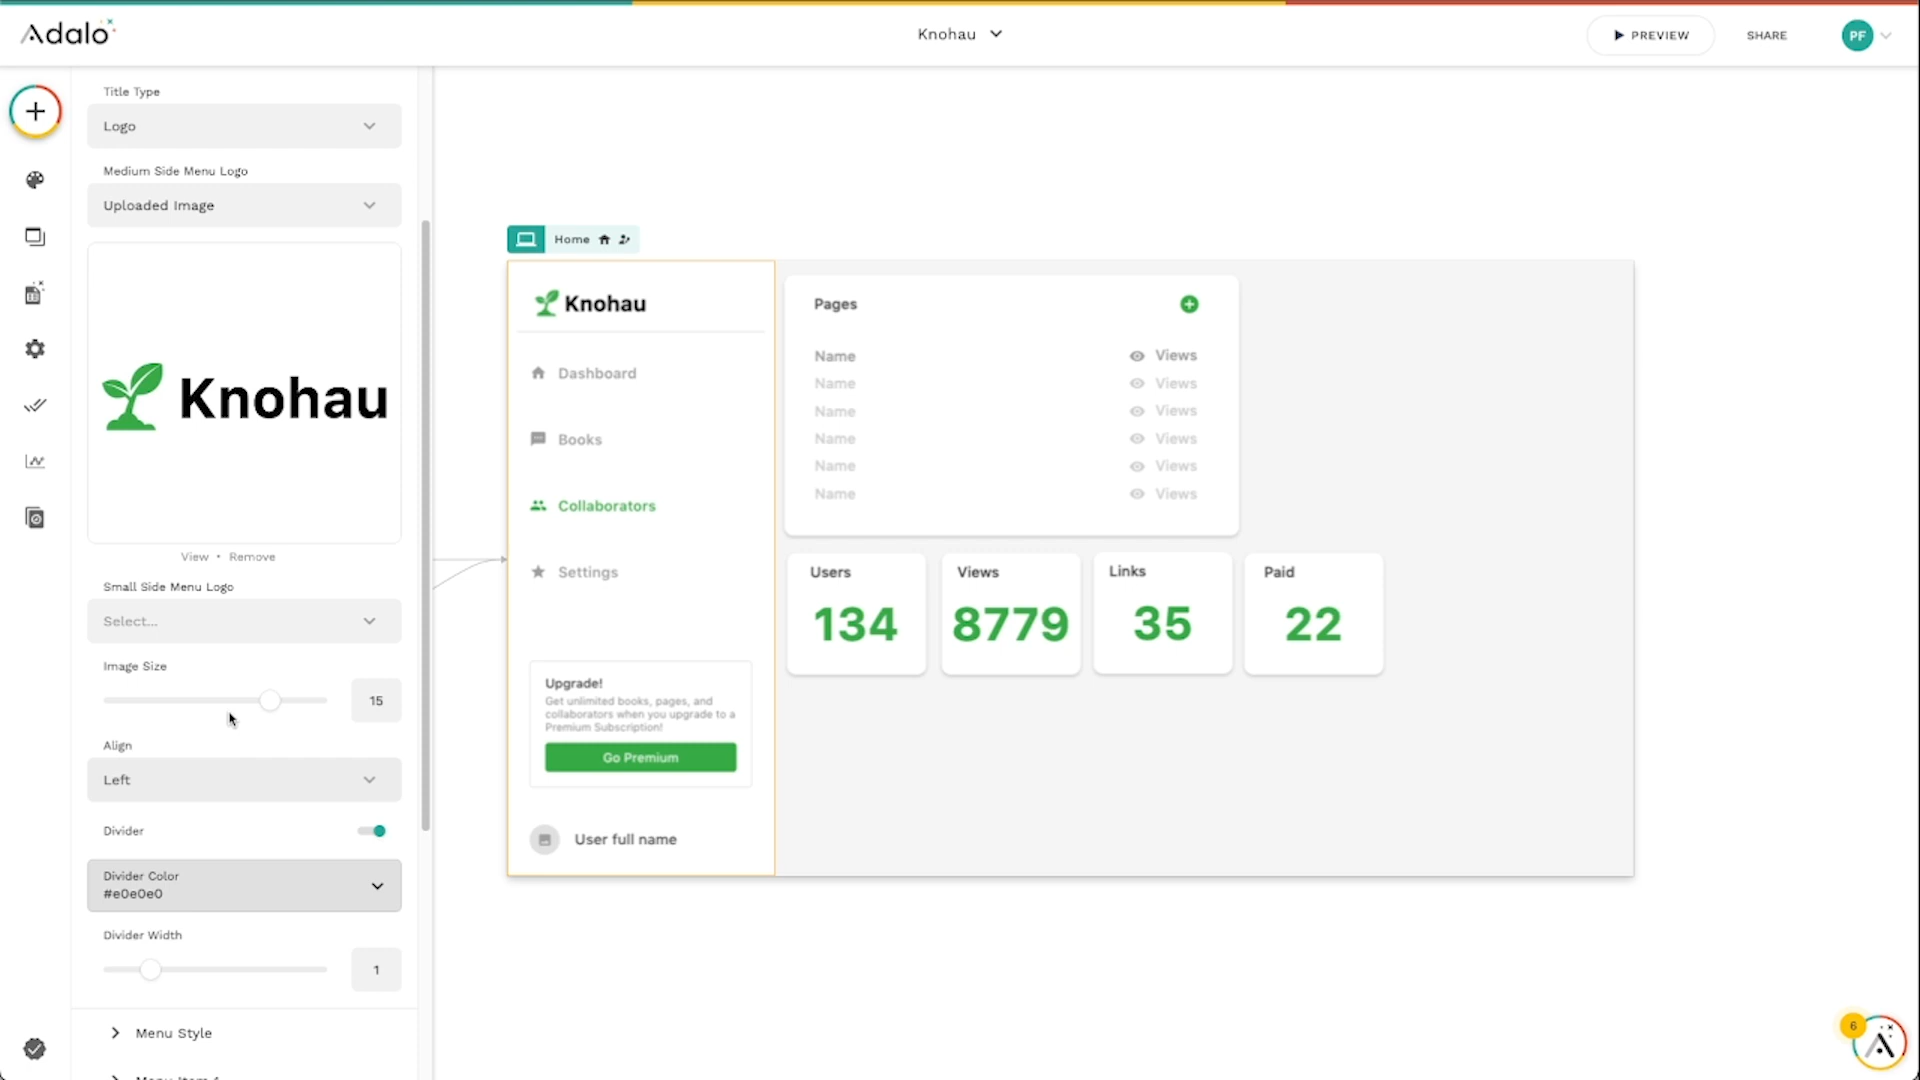 Adalo
Knohau
PREVIEW
SHARE
PF
Title Type
Logo
Medium Side Menu Logo
Uploaded Image
Knohau
View • Remove
Small Side Menu Logo
Select...
Image Size
15
Align
Left
Divider
Divider Color
#e0e0e0
Divider Width
1
Menu Style
Home
Knohau
Dashboard
Books
Collaborators
Settings
Upgrade!
Get unlimited books, pages, and
collaborators when you upgrade to a
Premium Subscription!
Go Premium
User full name
Pages
Name Views
Name Views
Name Views
Name Views
Name Views
Name Views
Users
134
Views
8779
Links
35
Paid
22
6